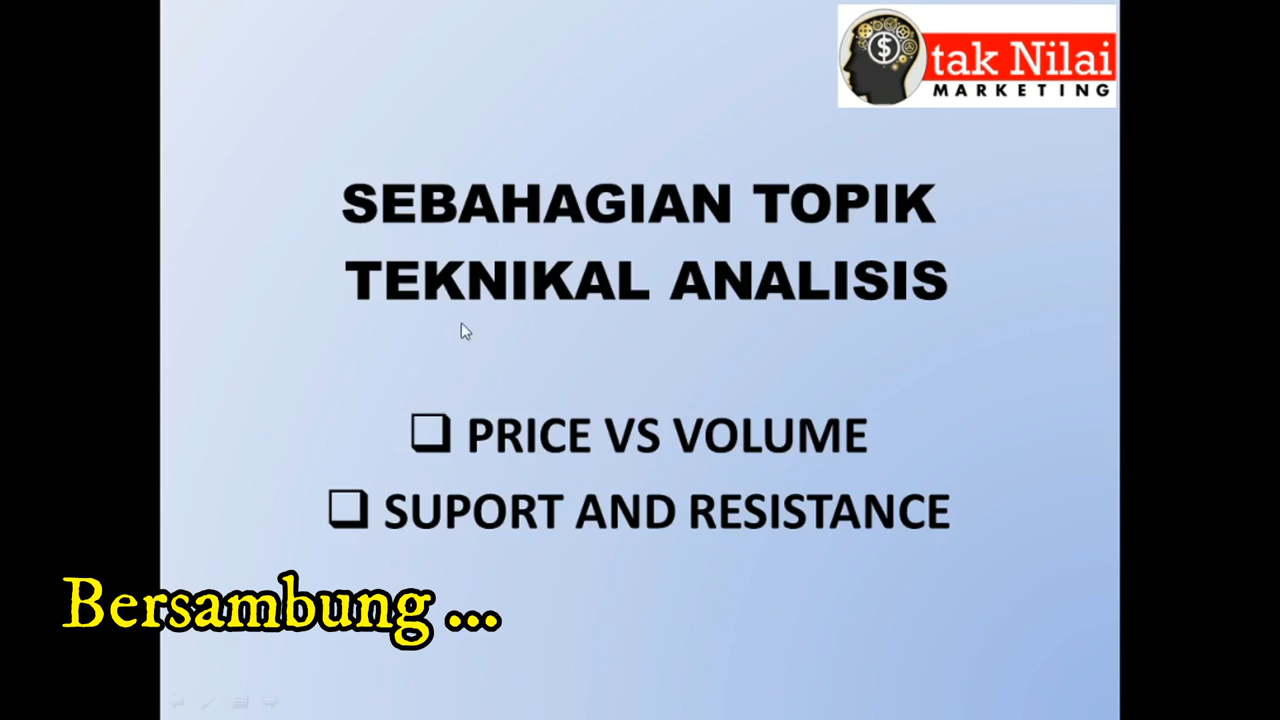 tak Nilai
MARKETING
SEBAHAGIAN TOPIK
TEKNIKAL ANALISIS
PRICE VS VOLUME
SUPORT AND RESISTANCE
Bersambung ...